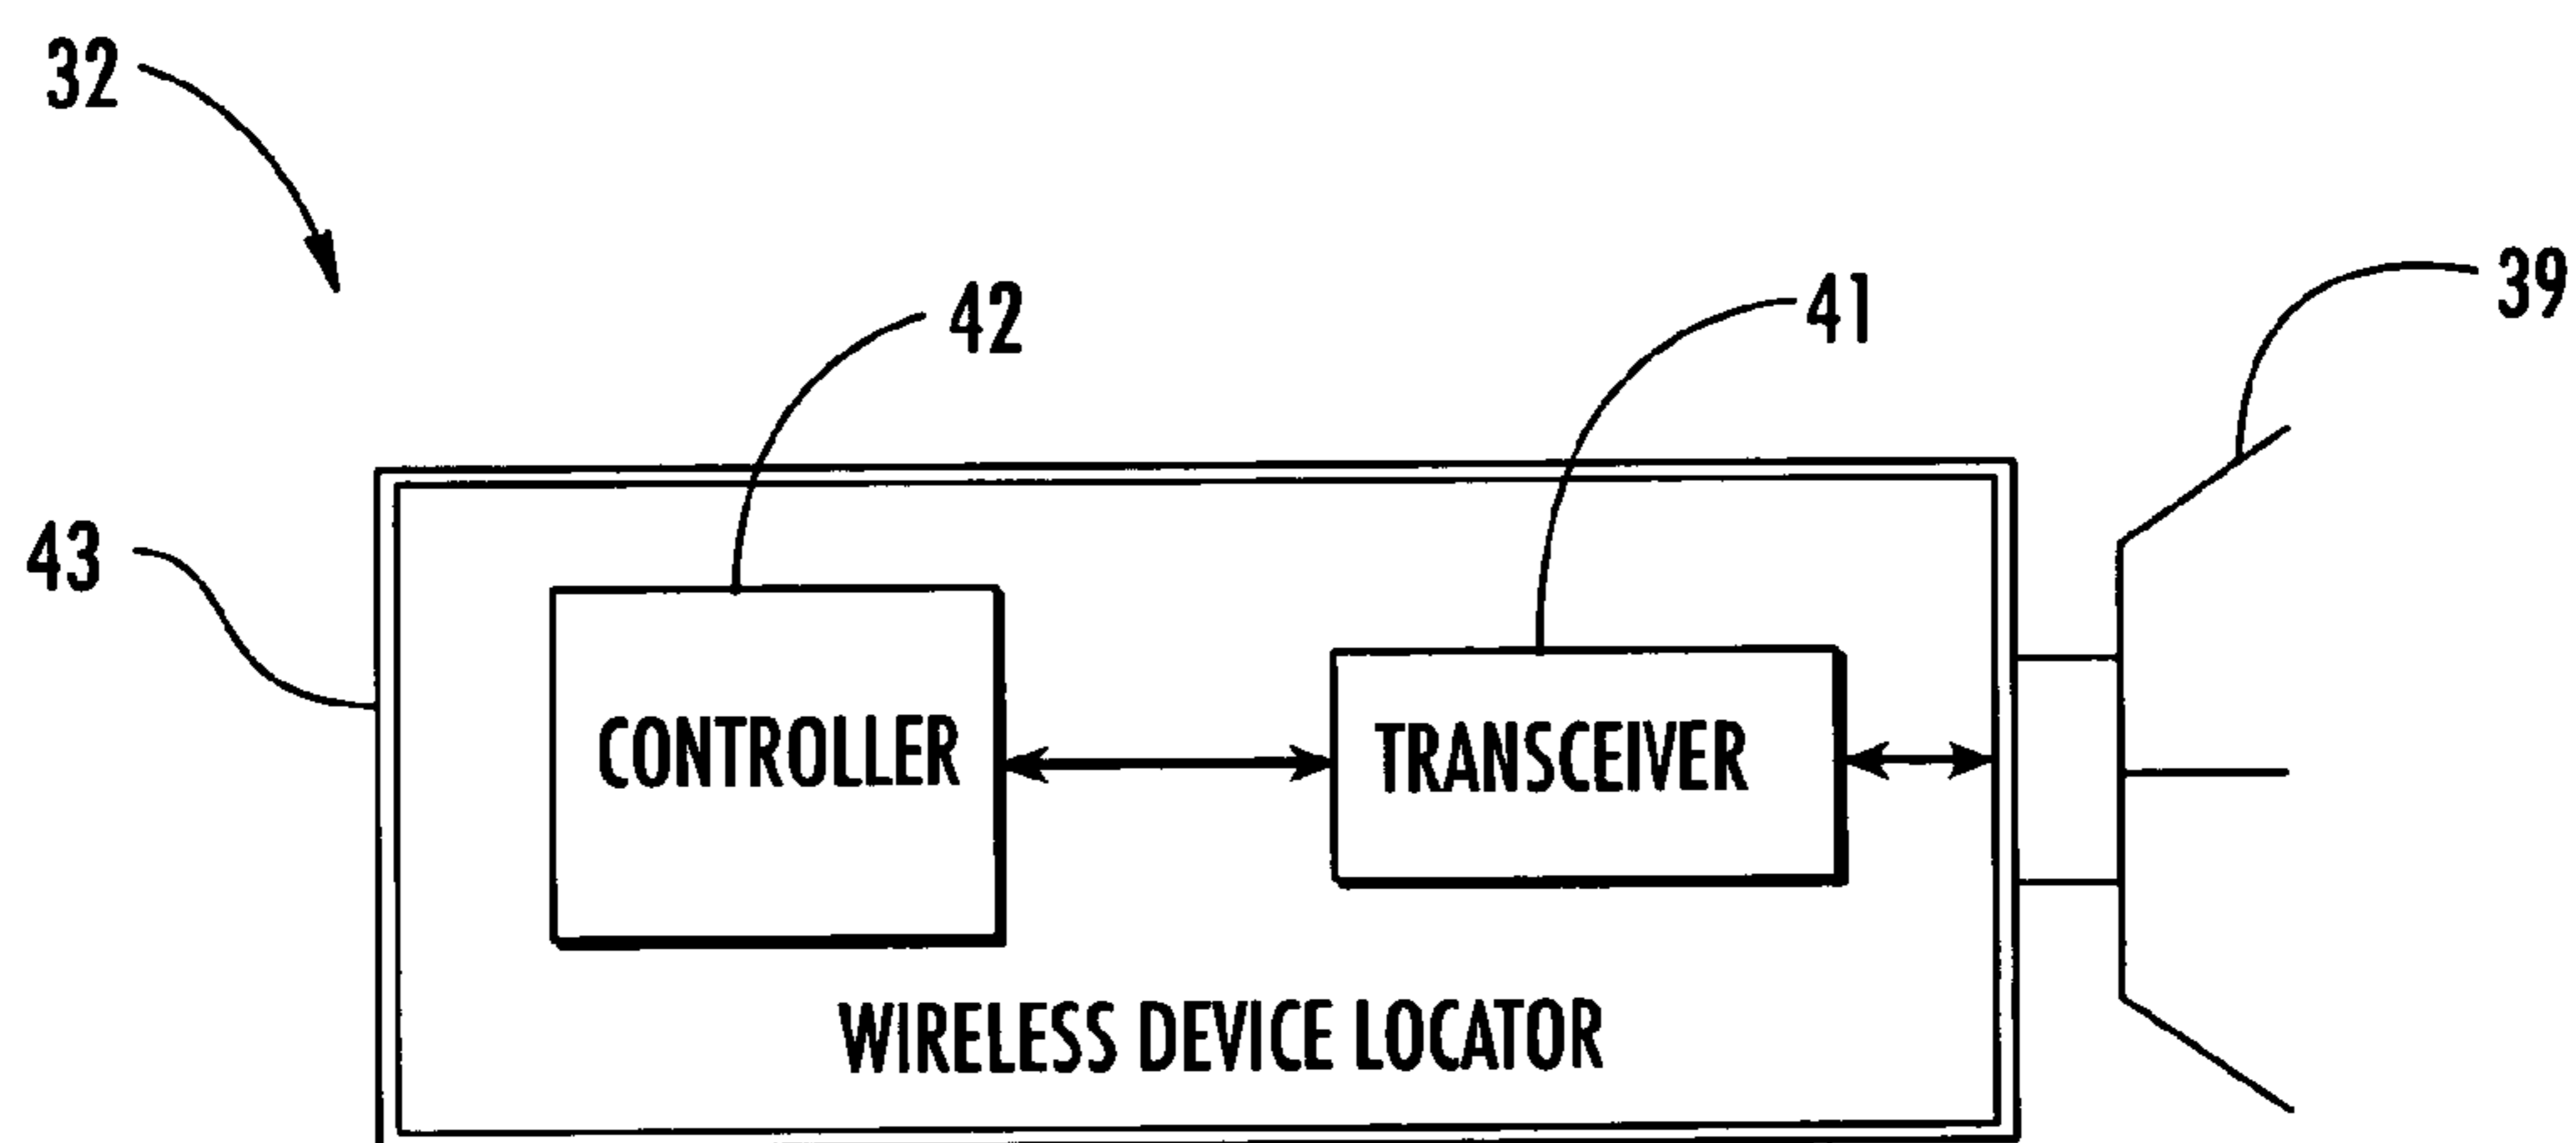 32
42
41
39
43
CONTROLLER
TRANSCEIVER
WIRELESS DEVICE LOCATOR